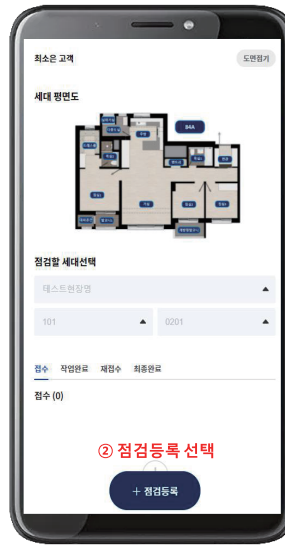 최소은 고객
도면접기
세대 평면도
84A
점검할 세대선택
테스트현장명
101
0201
접수 작업완료 재접수 최종완료
접수 (0)
② 점검등록 선택
+ 점검등록